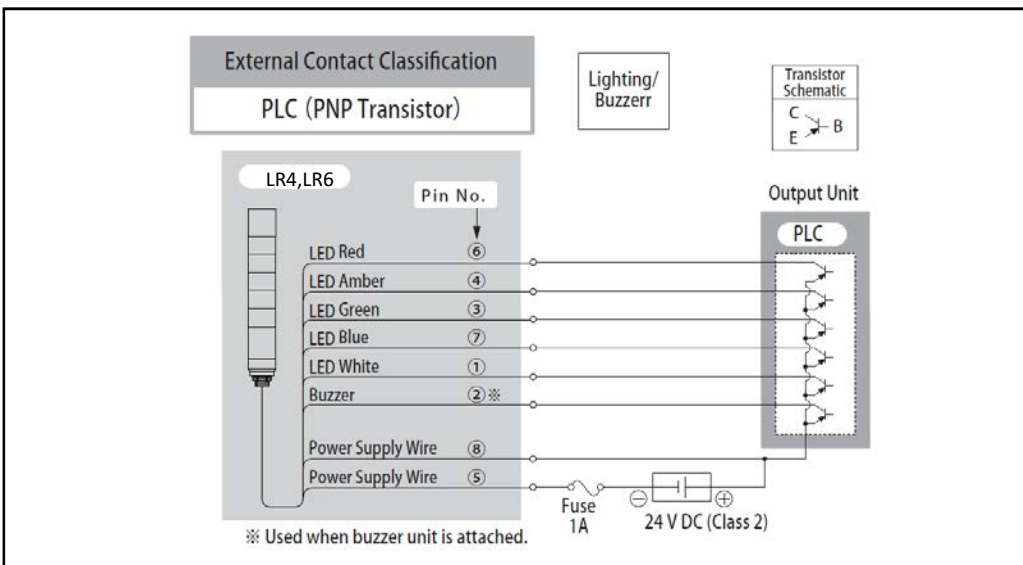 External Contact Classification
PLC (PNP Transistor)
Lighting/
Buzzerr
Transistor
Schematic
C
E
B
LR4,LR6
Pin No.
Output Unit
PLC
LED Red ⑥
LED Amber ④
LED Green ③
LED Blue ⑦
LED White ①
Buzzer ②※
Power Supply Wire ⑧
Power Supply Wire ⑤
Fuse
1A
⊖ ⊕
24 V DC (Class 2)
※ Used when buzzer unit is attached.